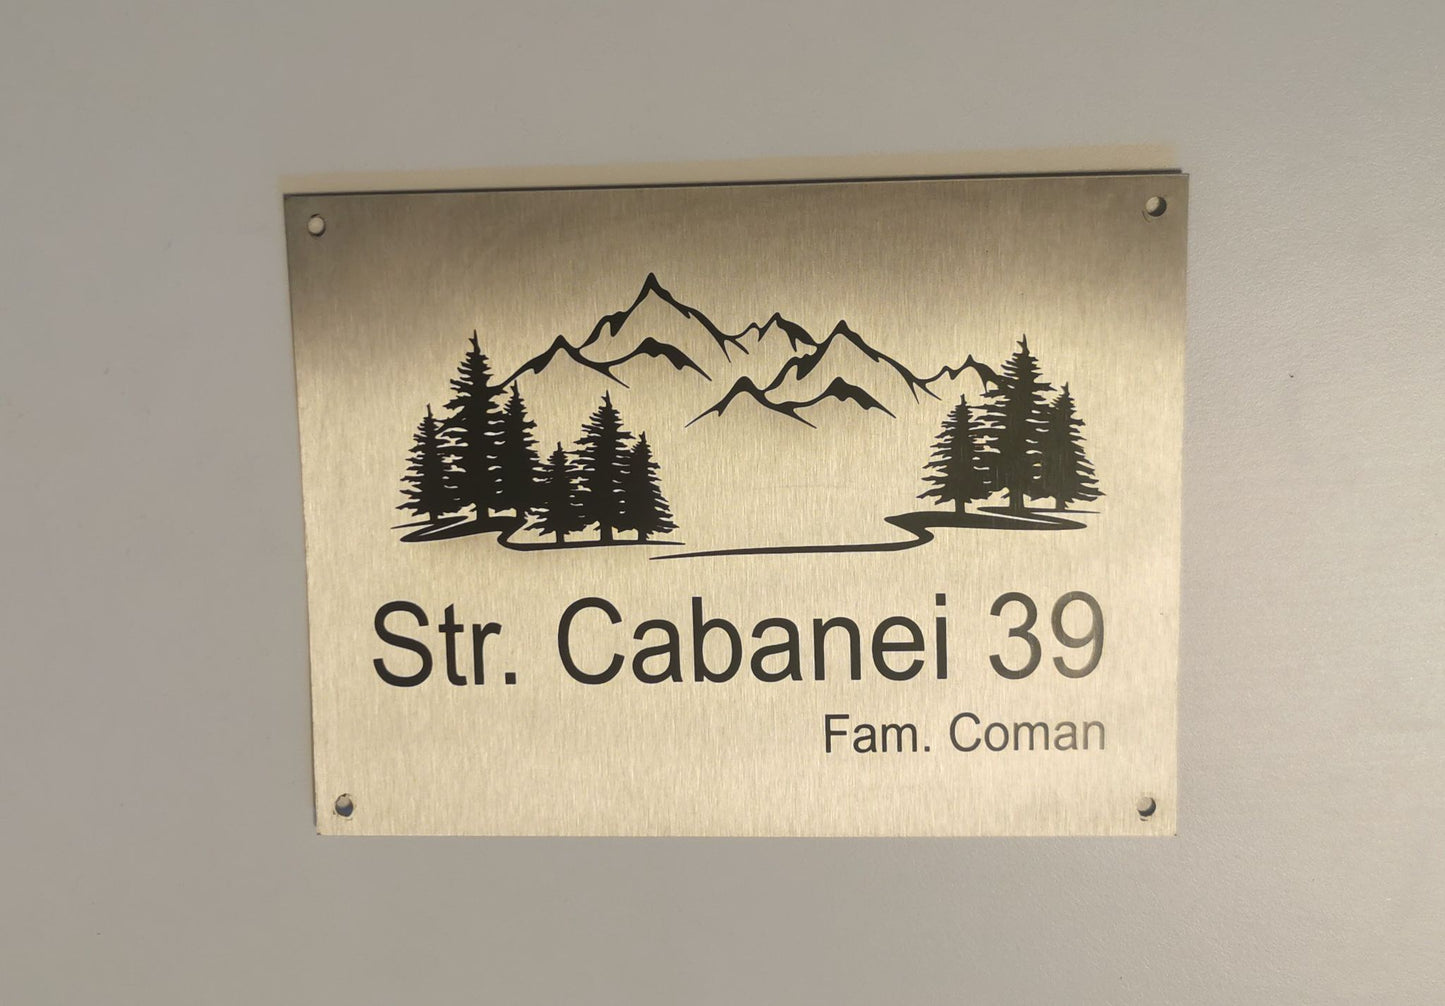 Str. Cabanei 39
Fam. Coman